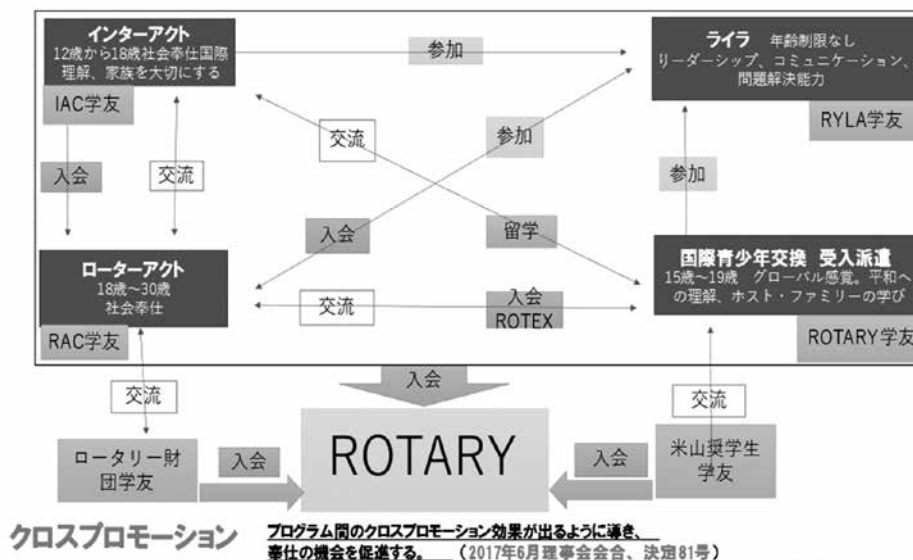 インターアクト
12歳から18歳社会奉仕国際
理解、家族を大切にする
IAC学友
参加
ライラ 年齢制限なし
リーダーシップ、コミュニケーション、
問題解決能力
RYLA学友
入会
交流
交流
参加
参加
入会
留学
ローターアクト
18歳～30歳
社会奉仕
RAC学友
交流
入会
ROTEX
国際青少年交換 受入派遣
15歳～19歳 グローバル感覚。平和へ
の理解、ホスト・ファミリーの学び
ROTARY学友
入会
交流
交流
ロータリー財
団学友
入会
ROTARY
入会
米山奨学生
学友
クロスプロモーション
プログラム間のクロスプロモーション効果が出るように導き、
奉仕の機会を促進する。 （2017年6月理事会会合、決定81号）